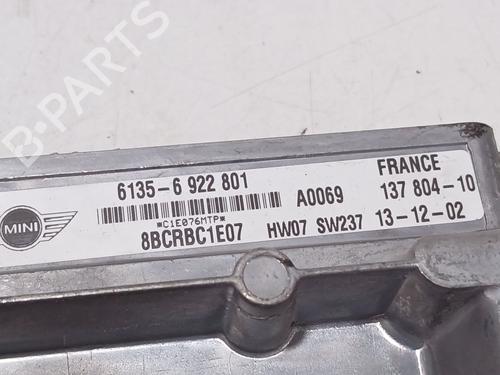 B-PARTS
6135-6 922 801
FRANCE
A0069
137 804-10
*C1E076MTP*
MINI
8BCRBC1E07
HW07 SW237
13-12-02